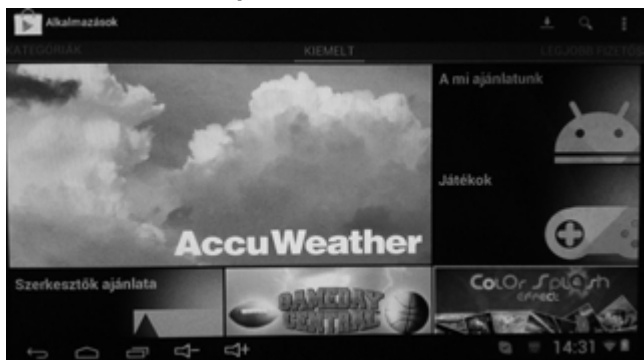 Alkalmazások
KATEGÓRIÁK
KIEMELT
LEGJOBB FIZETŐS
A mi ajánlatunk
Játékok
AccuWeather
Szerkesztők ajánlata
GAMEDAY
CENTRAL
COLOr SpLaSh
effect
14:31